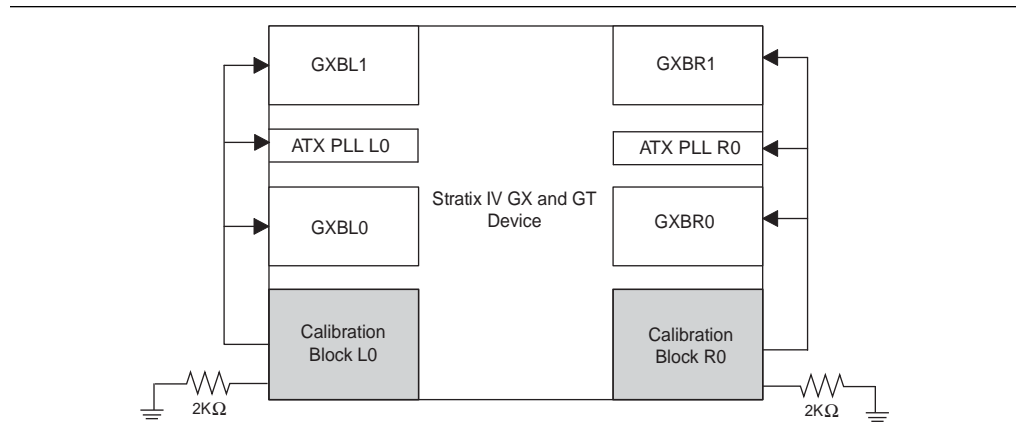 GXBL1
GXBR1
ATX PLL L0
ATX PLL R0
Stratix IV GX and GT
Device
GXBL0
GXBR0
Calibration
Block L0
Calibration
Block R0
2KΩ
2KΩ